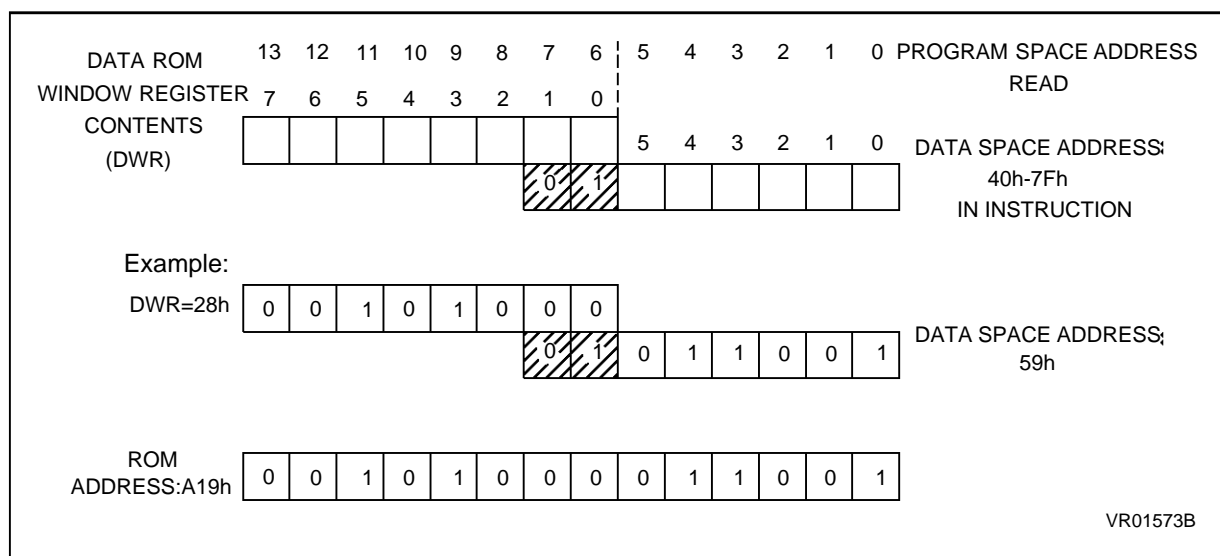 DATA ROM 13 12 11 10 9 8 7 6 5 4 3 2 1 0 PROGRAM SPACE ADDRESS
READ
WINDOW REGISTER 7 6 5 4 3 2 1 0
CONTENTS
(DWR)
5 4 3 2 1 0 DATA SPACE ADDRESS:
0 1 40h-7Fh
IN INSTRUCTION
Example:
DWR=28h 0 0 1 0 1 0 0 0
0 1 0 1 1 0 0 1 DATA SPACE ADDRESS:
59h
ROM
ADDRESS:A19h 0 0 1 0 1 0 0 0 0 1 1 0 0 1
VR01573B